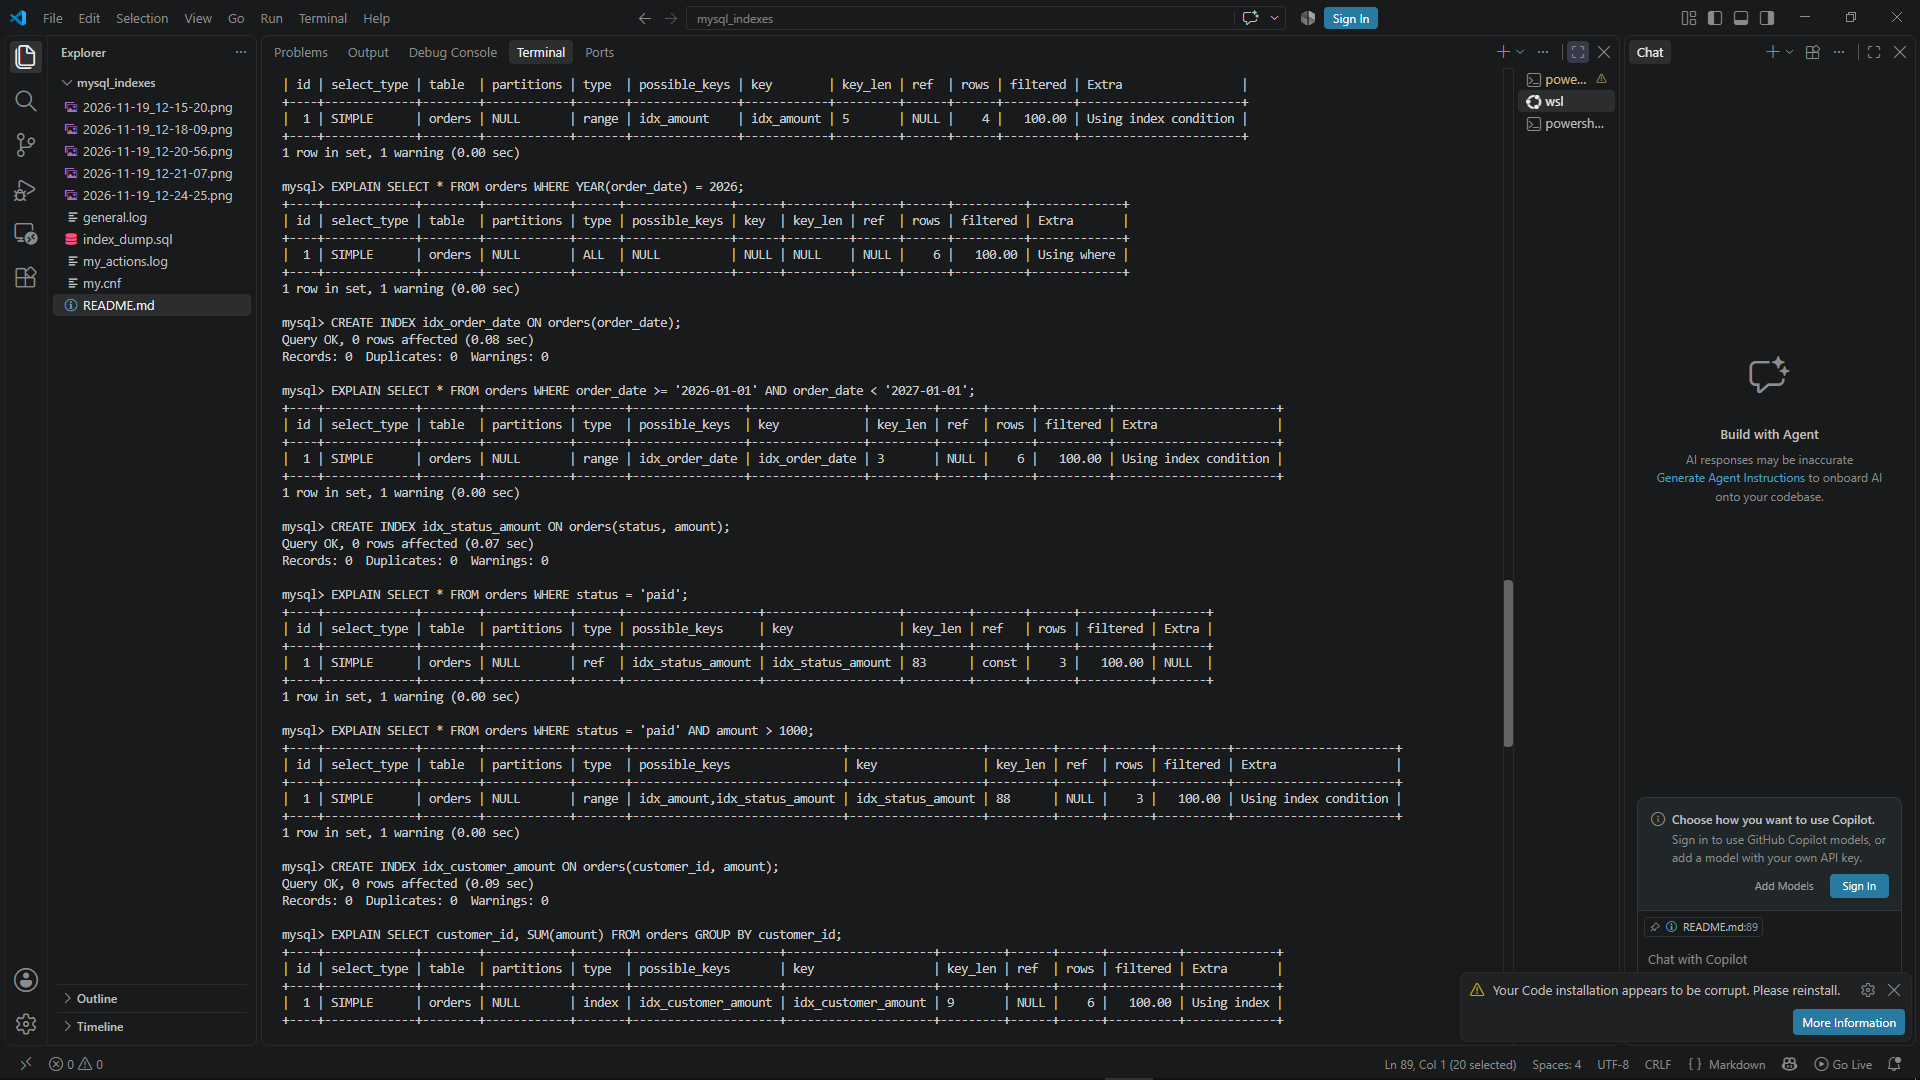 File Edit Selection View Go Run Terminal Help
mysql_indexes
Sign In
Explorer
mysql_indexes
2026-11-19_12-15-20.png
2026-11-19_12-18-09.png
2026-11-19_12-20-56.png
2026-11-19_12-21-07.png
2026-11-19_12-24-25.png
general.log
index_dump.sql
my_actions.log
my.cnf
README.md
Outline
Timeline
Problems Output Debug Console Terminal Ports
| id | select_type | table  | partitions | type  | possible_keys | key        | key_len | ref  | rows | filtered | Extra                 |
+----+-------------+--------+------------+-------+---------------+------------+---------+------+------+----------+-----------------------+
|  1 | SIMPLE      | orders | NULL       | range | idx_amount    | idx_amount | 5       | NULL |    4 |   100.00 | Using index condition |
+----+-------------+--------+------------+-------+---------------+------------+---------+------+------+----------+-----------------------+
1 row in set, 1 warning (0.00 sec)
mysql> EXPLAIN SELECT * FROM orders WHERE YEAR(order_date) = 2026;
+----+-------------+--------+------------+------+---------------+------+---------+------+------+----------+-------------+
| id | select_type | table  | partitions | type | possible_keys | key  | key_len | ref  | rows | filtered | Extra       |
+----+-------------+--------+------------+------+---------------+------+---------+------+------+----------+-------------+
|  1 | SIMPLE      | orders | NULL       | ALL  | NULL          | NULL | NULL    | NULL |    6 |   100.00 | Using where |
+----+-------------+--------+------------+------+---------------+------+---------+------+------+----------+-------------+
1 row in set, 1 warning (0.00 sec)
mysql> CREATE INDEX idx_order_date ON orders(order_date);
Query OK, 0 rows affected (0.08 sec)
Records: 0  Duplicates: 0  Warnings: 0
mysql> EXPLAIN SELECT * FROM orders WHERE order_date >= '2026-01-01' AND order_date < '2027-01-01';
+----+-------------+--------+------------+-------+----------------+----------------+---------+------+------+----------+-----------------------+
| id | select_type | table  | partitions | type  | possible_keys  | key            | key_len | ref  | rows | filtered | Extra                 |
+----+-------------+--------+------------+-------+----------------+----------------+---------+------+------+----------+-----------------------+
|  1 | SIMPLE      | orders | NULL       | range | idx_order_date | idx_order_date | 3       | NULL |    6 |   100.00 | Using index condition |
+----+-------------+--------+------------+-------+----------------+----------------+---------+------+------+----------+-----------------------+
1 row in set, 1 warning (0.00 sec)
mysql> CREATE INDEX idx_status_amount ON orders(status, amount);
Query OK, 0 rows affected (0.07 sec)
Records: 0  Duplicates: 0  Warnings: 0
mysql> EXPLAIN SELECT * FROM orders WHERE status = 'paid';
+----+-------------+--------+------------+------+-------------------+-------------------+---------+-------+------+----------+-------+
| id | select_type | table  | partitions | type | possible_keys     | key               | key_len | ref   | rows | filtered | Extra |
+----+-------------+--------+------------+------+-------------------+-------------------+---------+-------+------+----------+-------+
|  1 | SIMPLE      | orders | NULL       | ref  | idx_status_amount | idx_status_amount | 83      | const |    3 |   100.00 | NULL  |
+----+-------------+--------+------------+------+-------------------+-------------------+---------+-------+------+----------+-------+
1 row in set, 1 warning (0.00 sec)
mysql> EXPLAIN SELECT * FROM orders WHERE status = 'paid' AND amount > 1000;
+----+-------------+--------+------------+-------+------------------------------+-------------------+---------+------+------+----------+-----------------------+
| id | select_type | table  | partitions | type  | possible_keys                | key               | key_len | ref  | rows | filtered | Extra                 |
+----+-------------+--------+------------+-------+------------------------------+-------------------+---------+------+------+----------+-----------------------+
|  1 | SIMPLE      | orders | NULL       | range | idx_amount,idx_status_amount | idx_status_amount | 88      | NULL |    3 |   100.00 | Using index condition |
+----+-------------+--------+------------+-------+------------------------------+-------------------+---------+------+------+----------+-----------------------+
1 row in set, 1 warning (0.00 sec)
mysql> CREATE INDEX idx_customer_amount ON orders(customer_id, amount);
Query OK, 0 rows affected (0.09 sec)
Records: 0  Duplicates: 0  Warnings: 0
mysql> EXPLAIN SELECT customer_id, SUM(amount) FROM orders GROUP BY customer_id;
+----+-------------+--------+------------+-------+---------------------+---------------------+---------+------+------+----------+-------------+
| id | select_type | table  | partitions | type  | possible_keys       | key                 | key_len | ref  | rows | filtered | Extra       |
+----+-------------+--------+------------+-------+---------------------+---------------------+---------+------+------+----------+-------------+
|  1 | SIMPLE      | orders | NULL       | index | idx_customer_amount | idx_customer_amount | 9       | NULL |    6 |   100.00 | Using index |
+----+-------------+--------+------------+-------+---------------------+---------------------+---------+------+------+----------+-------------+
powe...
wsl
powersh...
Chat
Build with Agent
AI responses may be inaccurate
Generate Agent Instructions to onboard AI
onto your codebase.
Choose how you want to use Copilot.
Sign in to use GitHub Copilot models, or
add a model with your own API key.
Add Models Sign In
README.md:89
Chat with Copilot
Your Code installation appears to be corrupt. Please reinstall.
More Information
0 0
Ln 89, Col 1 (20 selected) Spaces: 4 UTF-8 CRLF { } Markdown Go Live